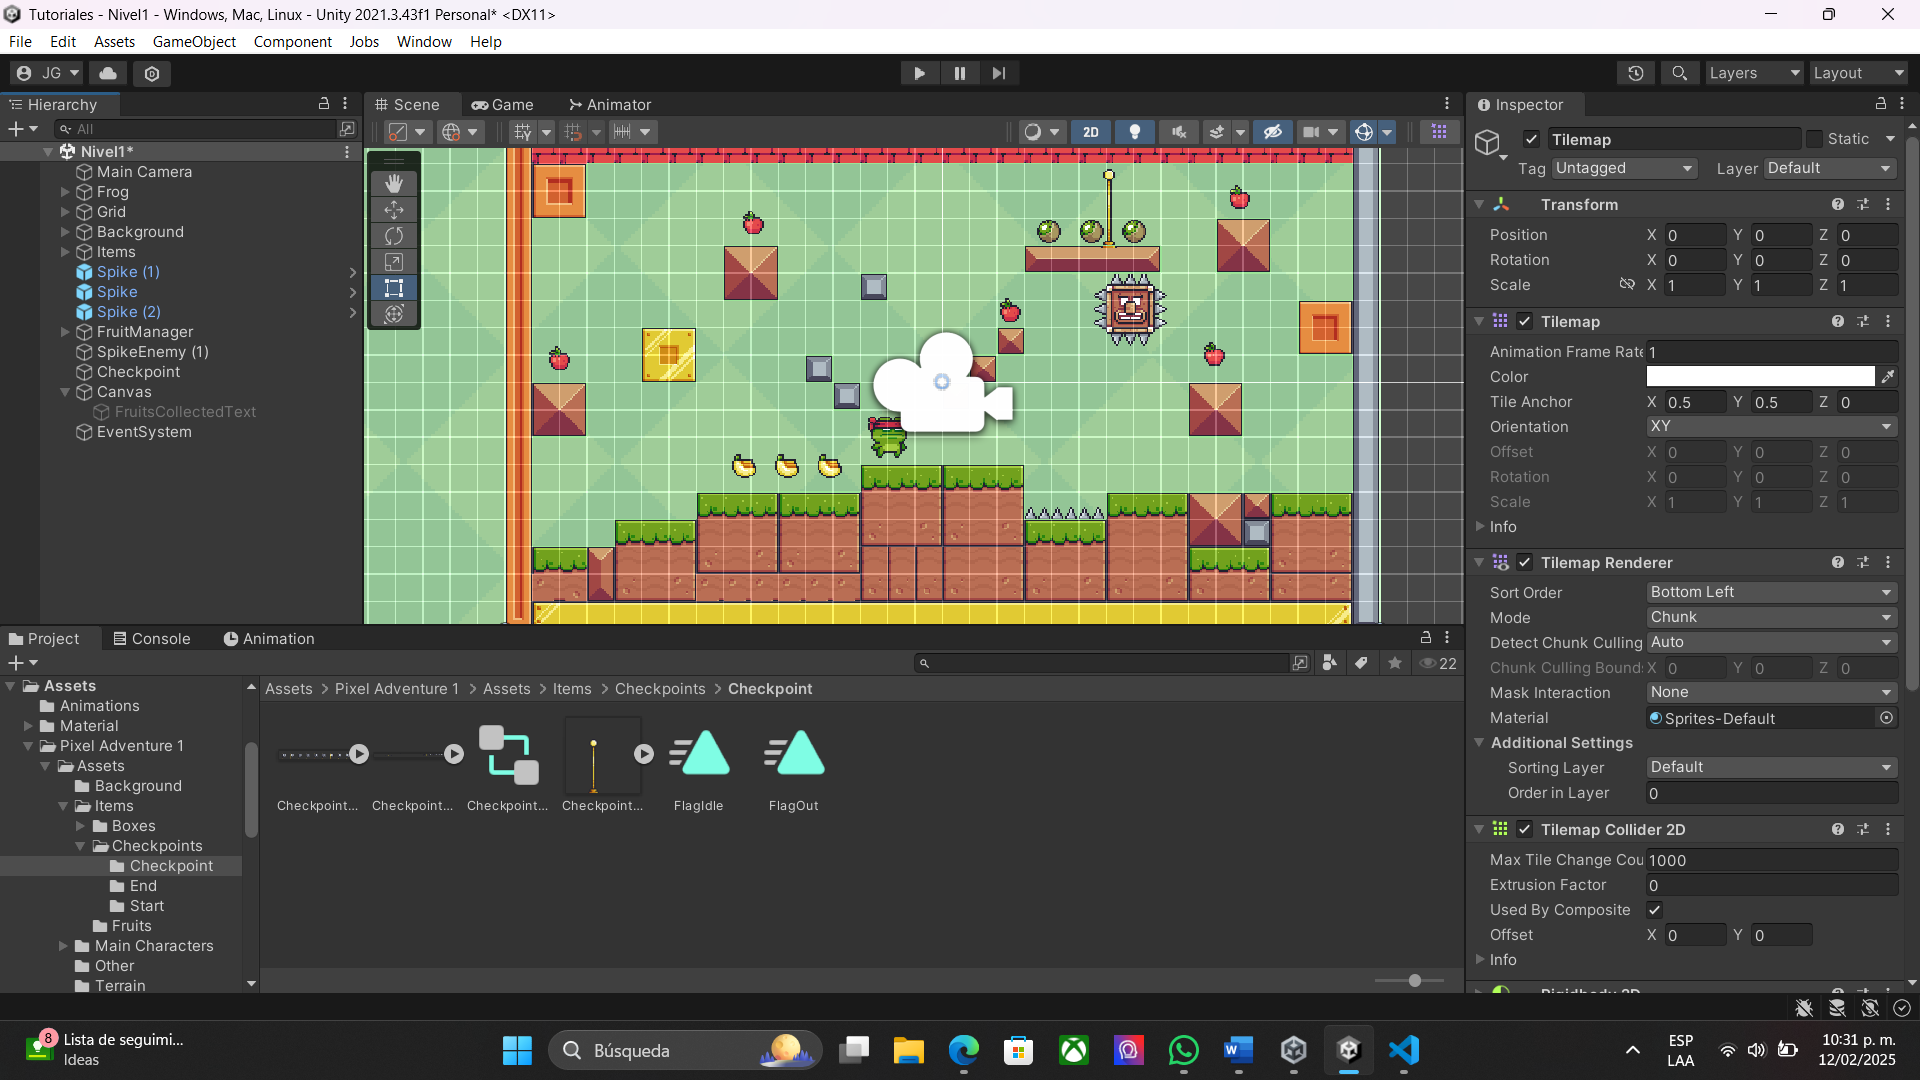 Tutoriales - Nivel1 - Windows, Mac, Linux - Unity 2021.3.43f1 Personal* <DX11>
File Edit Assets GameObject Component Jobs Window Help
JG Layers Layout
Hierarchy
All
Nivel1*
Main Camera
Frog
Grid
Background
Items
Spike (1)
Spike
Spike (2)
FruitManager
SpikeEnemy (1)
Checkpoint
Canvas
FruitsCollectedText
EventSystem
Scene Game Animator
2D
Inspector
Tilemap Static
Tag Untagged Layer Default
Transform
Position X 0 Y 0 Z 0
Rotation X 0 Y 0 Z 0
Scale X 1 Y 1 Z 1
Tilemap
Animation Frame Rate 1
Color
Tile Anchor X 0.5 Y 0.5 Z 0
Orientation XY
Offset X 0 Y 0 Z 0
Rotation X 0 Y 0 Z 0
Scale X 1 Y 1 Z 1
Info
Tilemap Renderer
Sort Order Bottom Left
Mode Chunk
Detect Chunk Culling Auto
Chunk Culling Bounds X 0 Y 0 Z 0
Mask Interaction None
Material Sprites-Default
Additional Settings
Sorting Layer Default
Order in Layer 0
Tilemap Collider 2D
Max Tile Change Cou 1000
Extrusion Factor 0
Used By Composite
Offset X 0 Y 0
Info
Rigidbody 2D
Project Console Animation
22
Assets
Animations
Material
Pixel Adventure 1
Assets
Background
Items
Boxes
Checkpoints
Checkpoint
End
Start
Fruits
Main Characters
Other
Terrain
Assets > Pixel Adventure 1 > Assets > Items > Checkpoints > Checkpoint
Checkpoint... Checkpoint... Checkpoint... Checkpoint... FlagIdle FlagOut
8 Lista de seguimi...
Ideas
Búsqueda
ESP
LAA
10:31 p. m.
12/02/2025